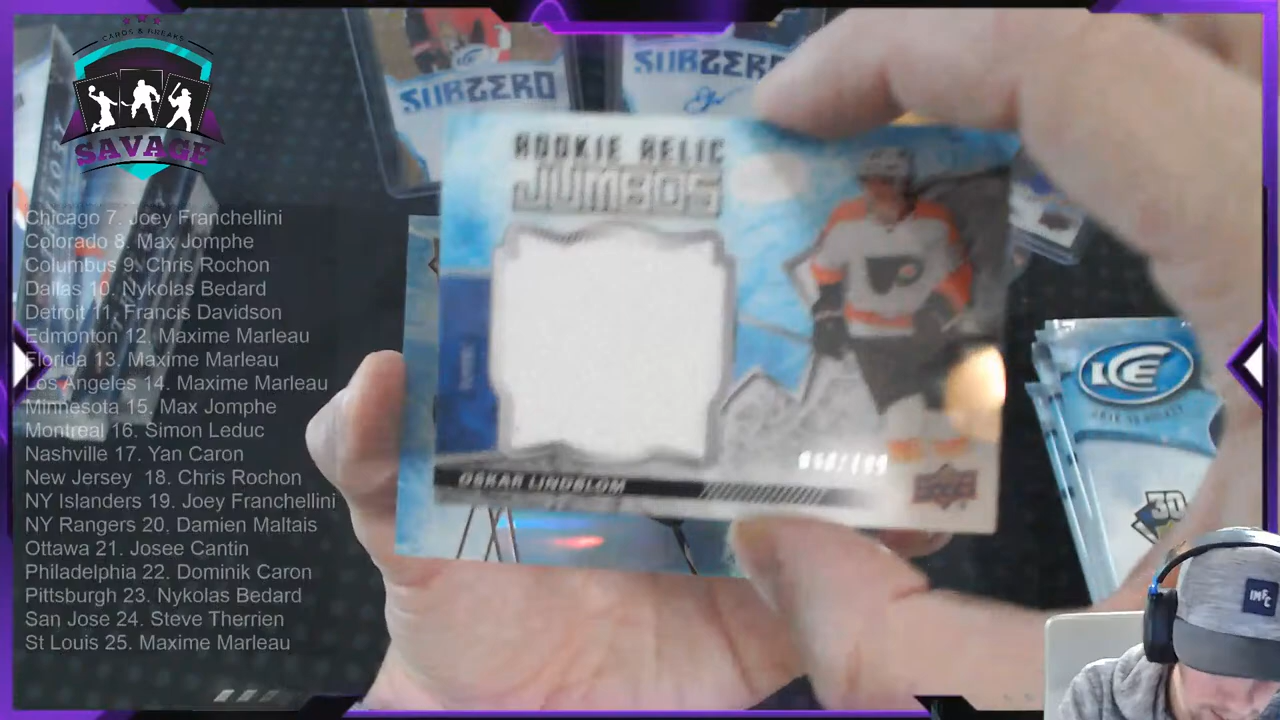 CARDS & BREAKS
SAVAGE
SUBZERO
SUBZERO
ROOKIE RELIC
JUMBOS
OSKAR LINDBLOM
ICE
30
Chicago 7. Joey Franchellini
Colorado 8. Max Jomphe
Columbus 9. Chris Rochon
Dallas 10. Nykolas Bedard
Detroit 11. Francis Davidson
Edmonton 12. Maxime Marleau
Florida 13. Maxime Marleau
Los Angeles 14. Maxime Marleau
Minnesota 15. Max Jomphe
Montreal 16. Simon Leduc
Nashville 17. Yan Caron
New Jersey 18. Chris Rochon
NY Islanders 19. Joey Franchellini
NY Rangers 20, Damien Maltais
Ottawa 21. Josee Cantin
Philadelphia 22. Dominik Caron
Pittsburgh 23. Nykolas Bedard
San Jose 24. Steve Therrien
St Louis 25. Maxime Marleau